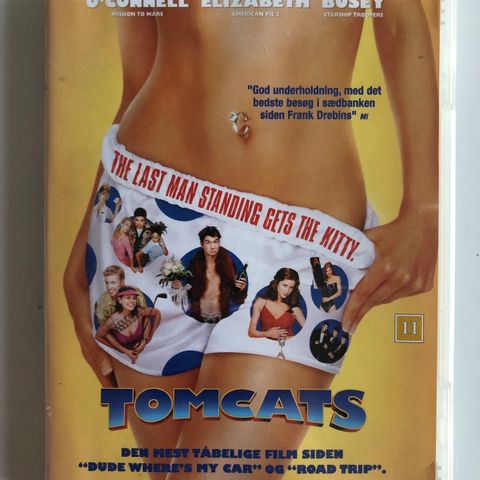 O'CONNELL ELIZABETH BUSEY
MISSION TO MARS AMERICAN PIE 2 STARSHIP TROOPERS
"God underholdning, med det
bedste besøg i sædbanken
siden Frank Drebins" M!
THE LAST MAN STANDING GETS THE KITTY.
11
TOMCATS
DEN MEST TÅBELIGE FILM SIDEN
"DUDE WHERE'S MY CAR" OG "ROAD TRIP".